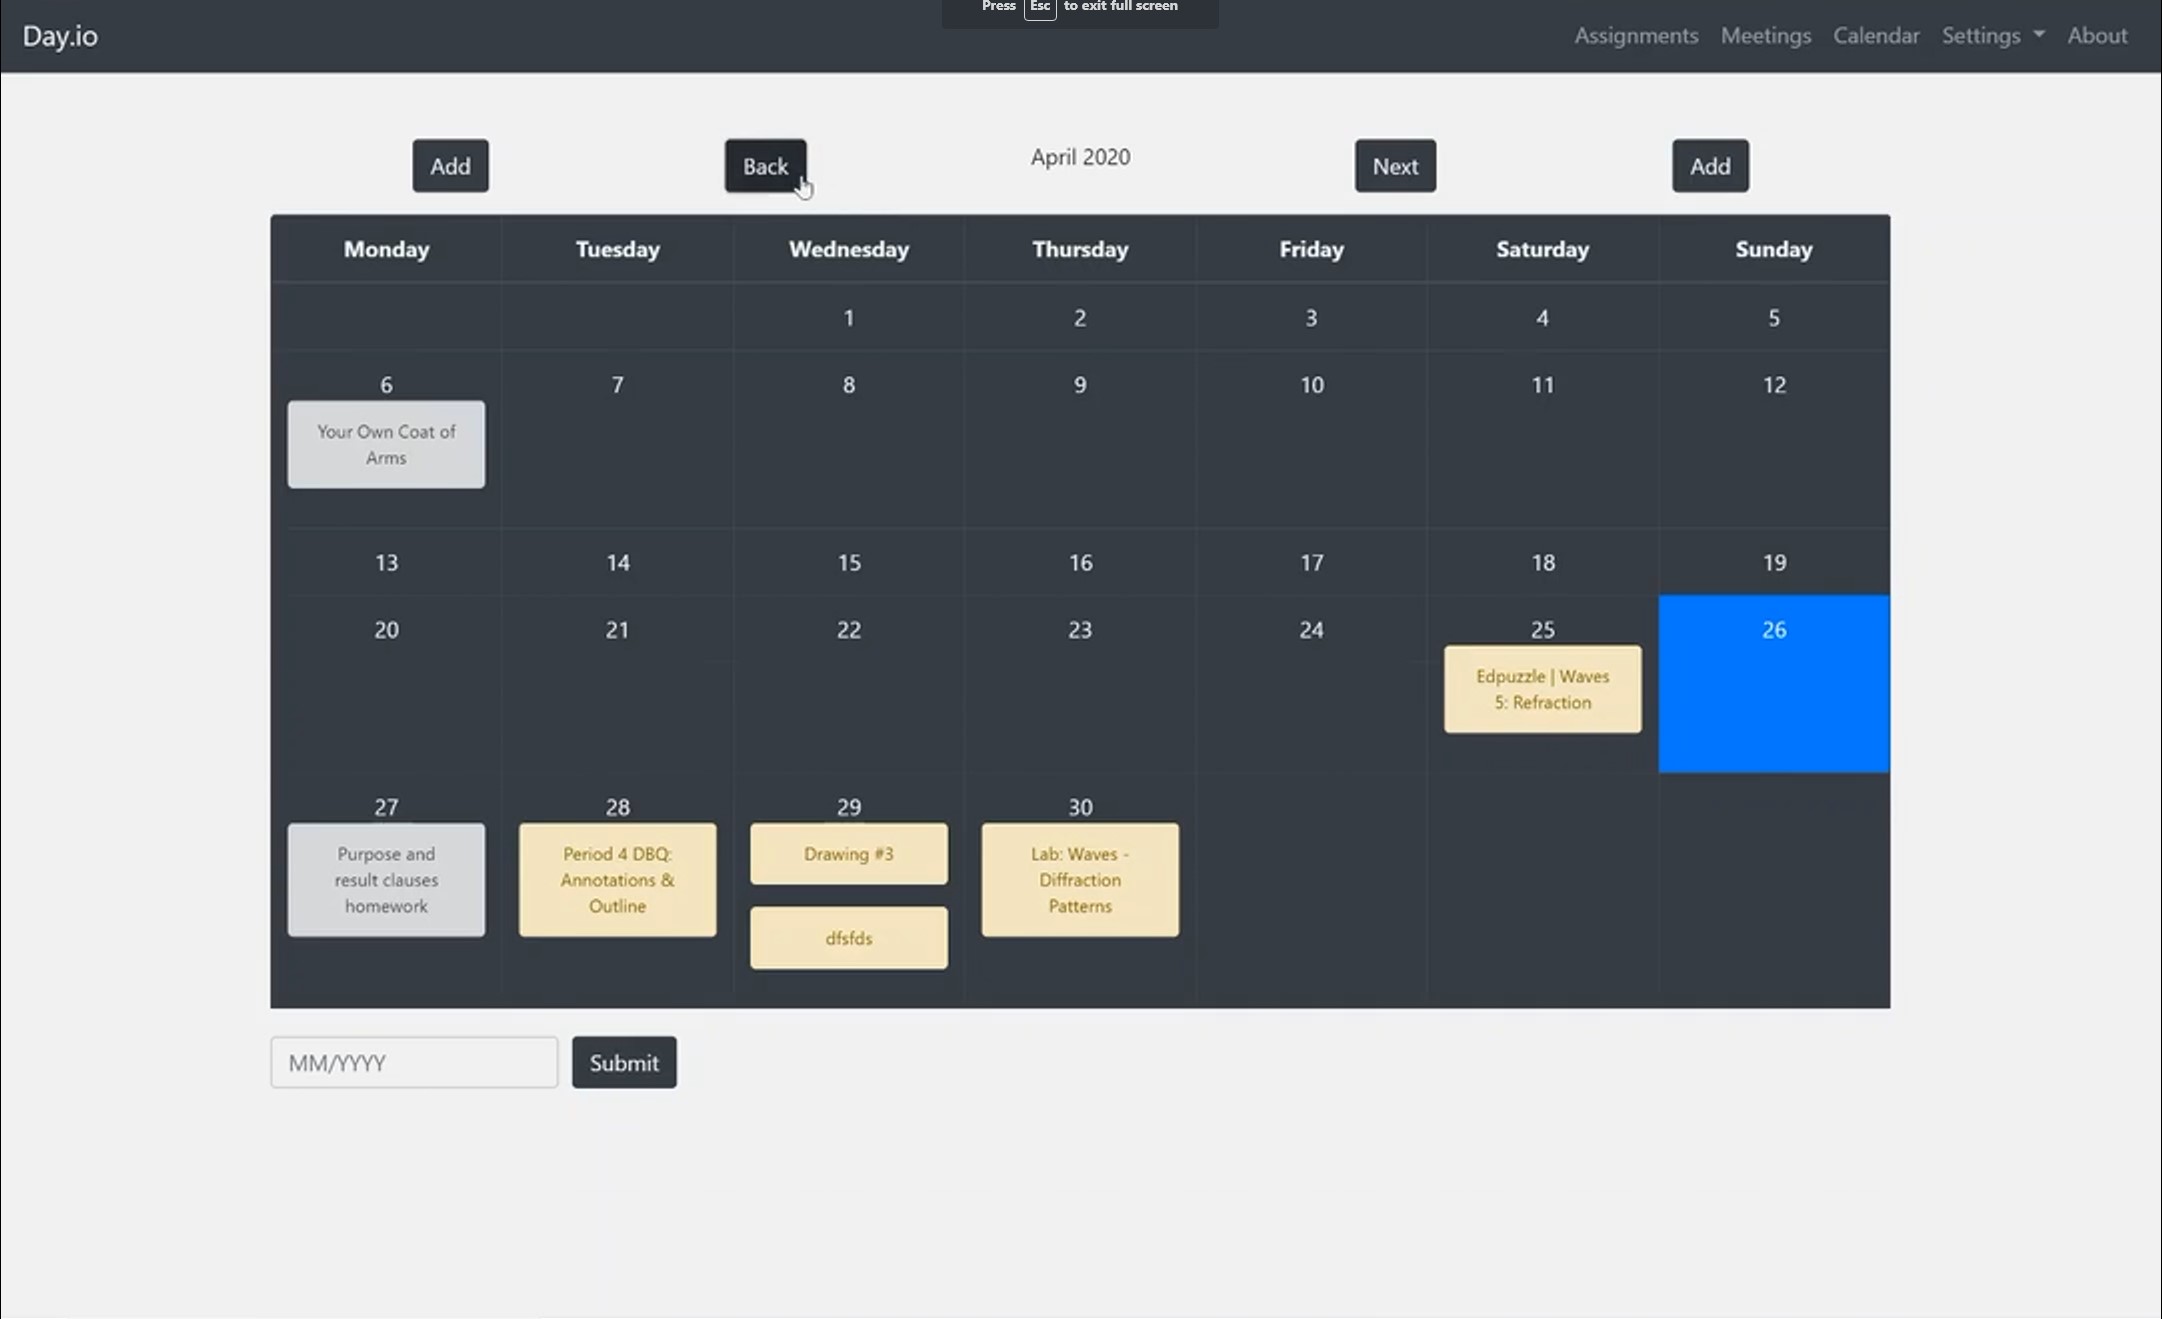 Press Esc to exit full screen
Day.io
Assignments Meetings Calendar Settings About
Add Back April 2020 Next Add
Monday Tuesday Wednesday Thursday Friday Saturday Sunday
1 2 3 4 5
6 7 8 9 10 11 12
Your Own Coat of
Arms
13 14 15 16 17 18 19
20 21 22 23 24 25 26
Edpuzzle | Waves
5: Refraction
27
Purpose and
result clauses
homework
28
Period 4 DBQ:
Annotations &
Outline
29
Drawing #3
dfsfds
30
Lab: Waves -
Diffraction
Patterns
MM/YYYY Submit